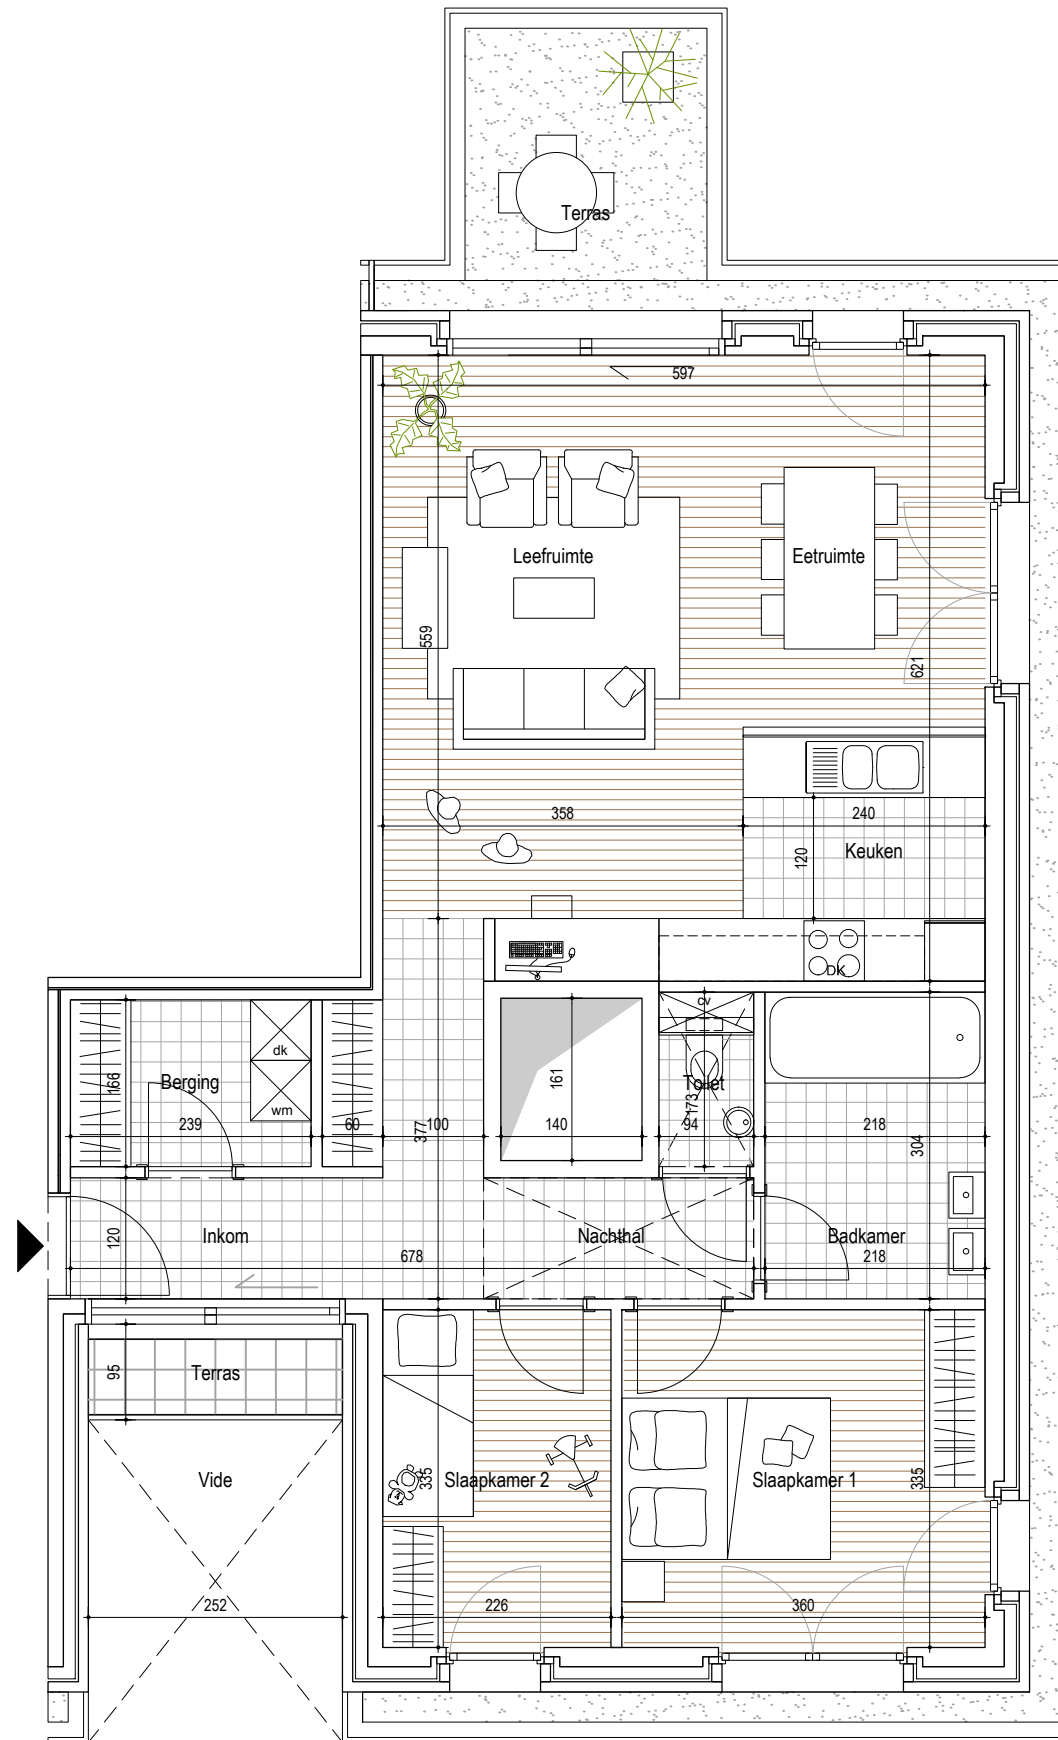 Terras
597
Leefruimte
Eetruimte
559
621
358
240
120
Keuken
DK
cv
dk
161
166
Berging
Toilet
wm
173
239
60
100
377
140
94
218
304
120
Inkom
Nachthal
Badkamer
678
218
95
Terras
Vide
335
Slaapkamer 2
Slaapkamer 1
335
252
226
360